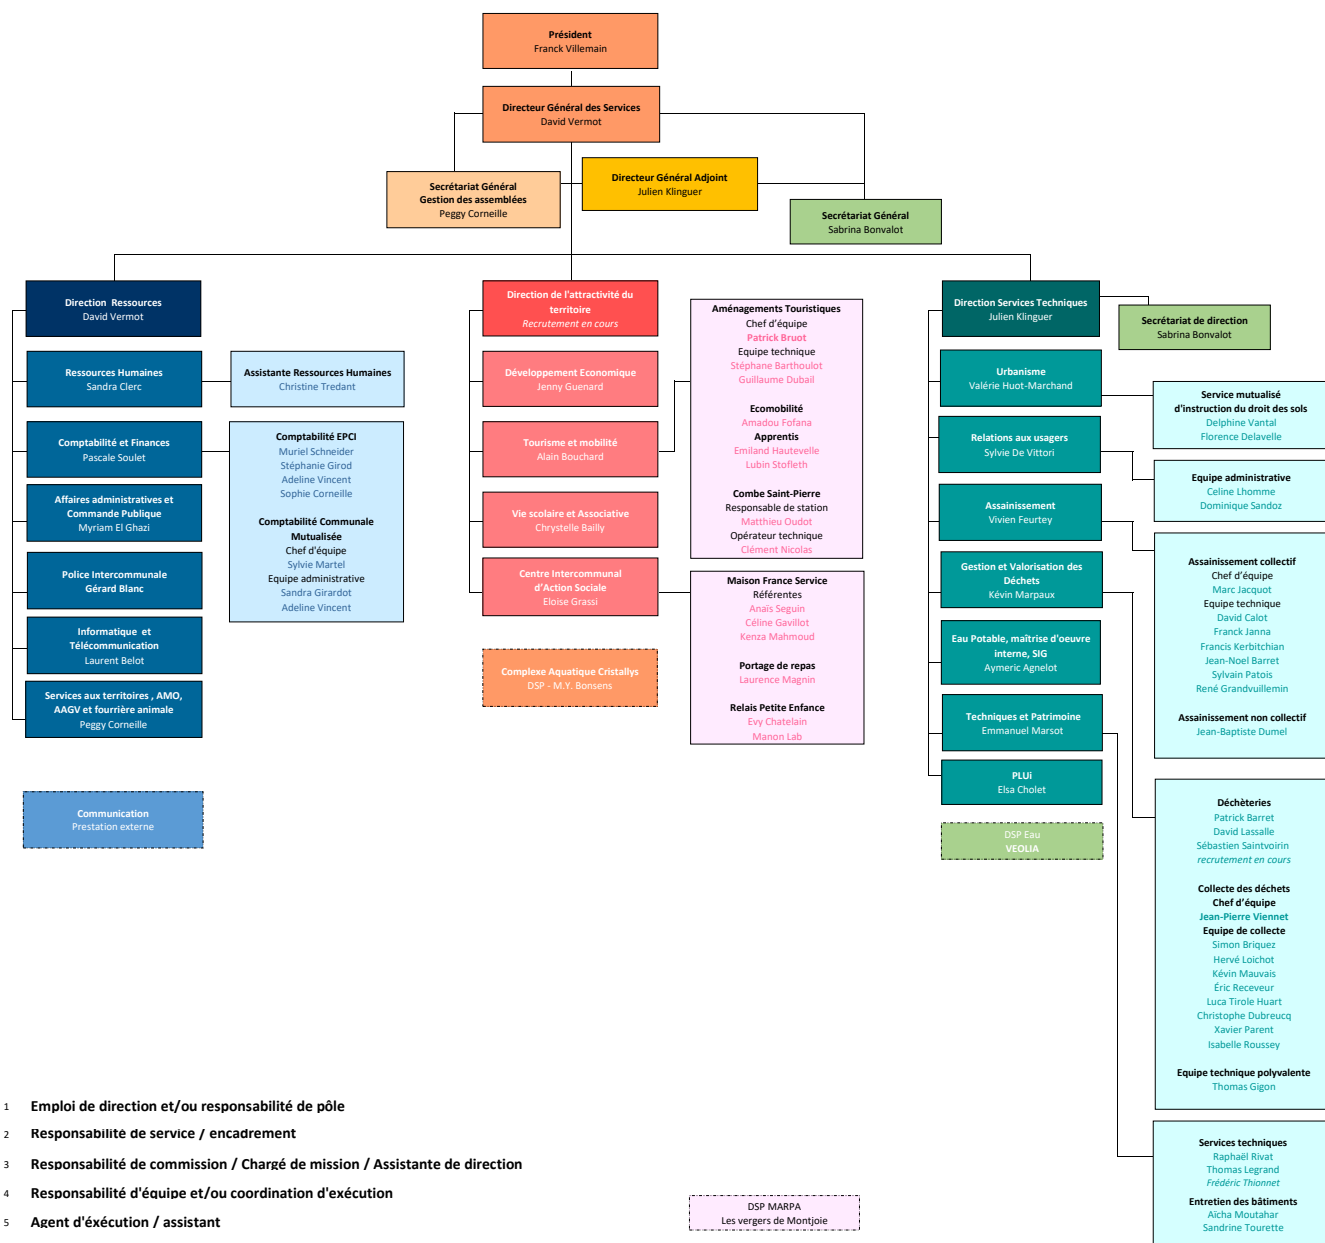 Président
Franck Villemain
Directeur Général des Services
David Vermot
Directeur Général Adjoint
Julien Klinguer
Secrétariat Général
Gestion des assemblées
Peggy Corneille
Secrétariat Général
Sabrina Bonvalot
Direction Ressources
David Vermot
Ressources Humaines
Sandra Clerc
Assistante Ressources Humaines
Christine Tredant
Comptabilité et Finances
Pascale Soulet
Comptabilité EPCI
Muriel Schneider
Stéphanie Girod
Adeline Vincent
Sophie Corneille
Comptabilité Communale
Mutualisée
Chef d'équipe
Sylvie Martel
Equipe administrative
Sandra Girardot
Adeline Vincent
Affaires administratives et
Commande Publique
Myriam El Ghazi
Police Intercommunale
Gérard Blanc
Informatique et
Télécommunication
Laurent Belot
Services aux territoires , AMO,
AAGV et fourrière animale
Peggy Corneille
Communication
Prestation externe
Direction de l'attractivité du
territoire
Recrutement en cours
Développement Economique
Jenny Guenard
Tourisme et mobilité
Alain Bouchard
Vie scolaire et Associative
Chrystelle Bailly
Centre Intercommunal
d'Action Sociale
Eloise Grassi
Complexe Aquatique Cristallys
DSP - M.Y. Bonsens
Aménagements Touristiques
Chef d’équipe
Patrick Bruot
Equipe technique
Stéphane Barthoulot
Guillaume Duball
Ecomobilité
Amadou Fofana
Apprentis
Emiland Hautevelle
Lubin Stofleth
Combe Saint-Pierre
Responsable de station
Matthieu Oudot
Opérateur technique
Clément Nicolas
Maison France Service
Référentes
Anaïs Seguin
Céline Gavillot
Kenza Mahmoud
Portage de repas
Laurence Magnin
Relais Petite Enfance
Evy Chatelain
Manon Lab
Direction Services Techniques
Julien Klinguer
Secrétariat de direction
Sabrina Bonvalot
Urbanisme
Valérie Huot-Marchand
Service mutualisé
d'instruction du droit des sols
Delphine Vantal
Florence Delavelle
Relations aux usagers
Sylvie De Vittori
Equipe administrative
Celine Lhomme
Dominique Sandoz
Assainissement
Vivien Feurtey
Assainissement collectif
Chef d’équipe
Marc Jacquot
Equipe technique
David Calot
Franck Janna
Francis Kerbitchian
Jean-Noel Barret
Sylvain Patois
René Grandvuillemin
Assainissement non collectif
Jean-Baptiste Dumel
Gestion et Valorisation des
Déchets
Kévin Marpaux
Eau Potable, maîtrise d'oeuvre
interne, SIG
Aymeric Agnelot
Techniques et Patrimoine
Emmanuel Marsot
PLUi
Elsa Cholet
DSP Eau
VEOLIA
Déchèteries
Patrick Barret
David Lassalle
Sébastien Saintvoirin
recrutement en cours
Collecte des déchets
Chef d’équipe
Jean-Pierre Viennet
Equipe de collecte
Simon Briquez
Hervé Loichot
Kévin Mauvais
Éric Receveur
Luca Tirole Huart
Christophe Dubreucq
Xavier Parent
Isabelle Roussey
Equipe technique polyvalente
Thomas Gigon
Services techniques
Raphaël Rivat
Thomas Legrand
Frédéric Thionnet
Entretien des bâtiments
Aïcha Moutahar
Sandrine Tourette
1 Emploi de direction et/ou responsabilité de pôle
2 Responsabilité de service / encadrement
3 Responsabilité de commission / Chargé de mission / Assistante de direction
4 Responsabilité d'équipe et/ou coordination d'exécution
5 Agent d'éxécution / assistant
DSP MARPA
Les vergers de Montjoie